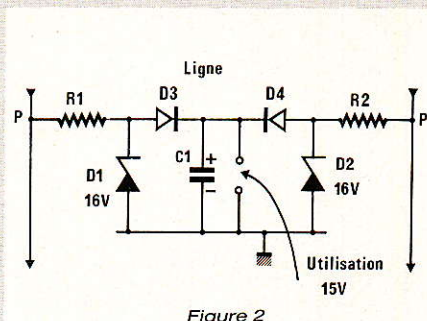 Ligne
R1
D3
D4
R2
P
P
C1
+
-
D1
16V
D2
16V
Utilisation
15V
Figure 2